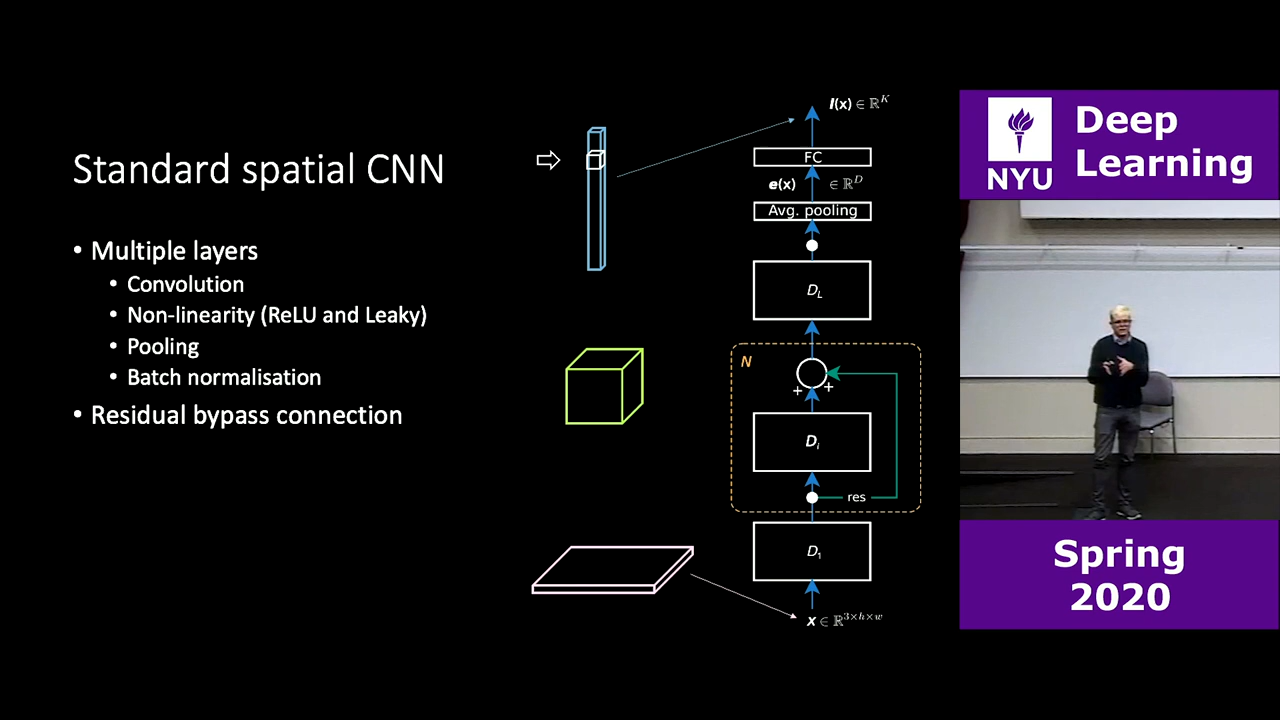 Standard spatial CNN
• Multiple layers
• Convolution
• Non-linearity (ReLU and Leaky)
• Pooling
• Batch normalisation
• Residual bypass connection
l(x) ∈ ℝ^K
FC
e(x) ∈ ℝ^D
Avg. pooling
D_L
N
+ +
D_i
res
D_1
x ∈ ℝ^{3×h×w}
NYU
Deep
Learning
Spring
2020